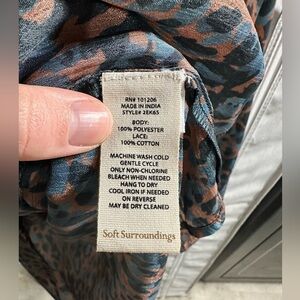 RN# 101206
MADE IN INDIA
STYLE# 2EK65
BODY:
100% POLYESTER
LACE:
100% COTTON
MACHINE WASH COLD
GENTLE CYCLE
ONLY NON-CHLORINE
BLEACH WHEN NEEDED
HANG TO DRY
COOL IRON IF NEEDED
ON REVERSE
MAY BE DRY CLEANED
Soft Surroundings